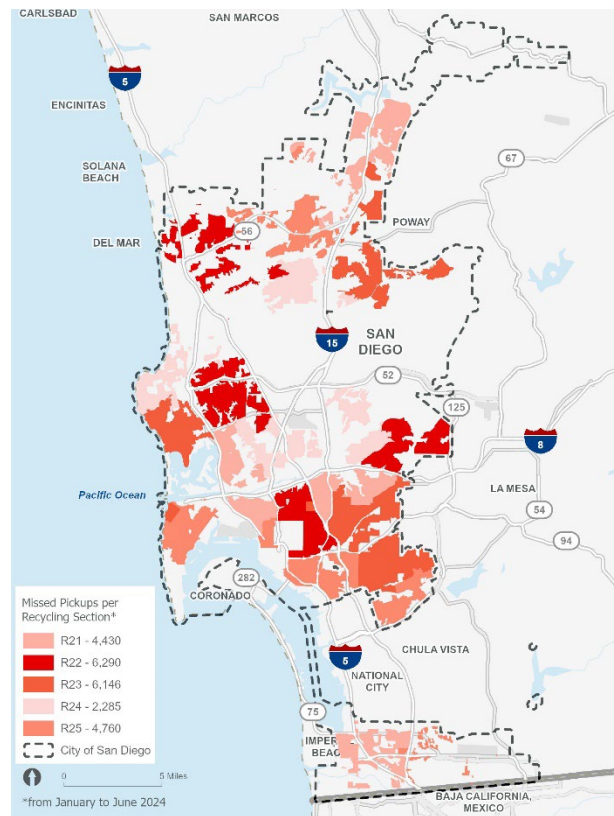 CARLSBAD
SAN MARCOS
5
ENCINITAS
67
SOLANA
BEACH
POWAY
DEL MAR
56
15
SAN
DIEGO
52
125
8
Pacific Ocean
LA MESA
54
94
282
CORONADO
Missed Pickups per
Recycling Section*
R21 - 4,430
R22 - 6,290
R23 - 6,146
R24 - 2,285
R25 - 4,760
City of San Diego
0 5 Miles
*from January to June 2024
5
CHULA VISTA
NATIONAL
CITY
75
IMPERIAL
BEACH
BAJA CALIFORNIA,
MEXICO